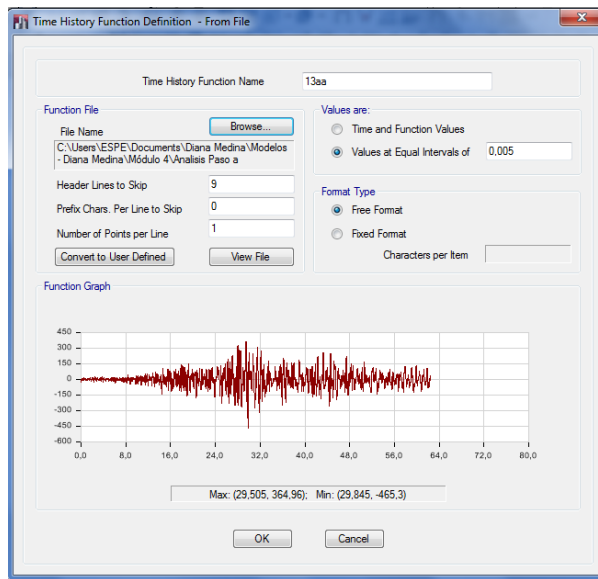 Time History Function Definition - From File
Time History Function Name 13aa
Function File
File Name Browse...
C:\Users\ESPE\Documents\Diana Medina\Modelos
- Diana Medina\Módulo 4\Analisis Paso a
Header Lines to Skip 9
Prefix Chars. Per Line to Skip 0
Number of Points per Line 1
Convert to User Defined View File
Values are:
Time and Function Values
Values at Equal Intervals of 0,005
Format Type
Free Format
Fixed Format
Characters per Item
Function Graph
450
300
150
0
-150
-300
-450
-600
0,0 8,0 16,0 24,0 32,0 40,0 48,0 56,0 64,0 72,0 80,0
Max: (29,505, 364,96); Min: (29,845, -465,3)
OK Cancel